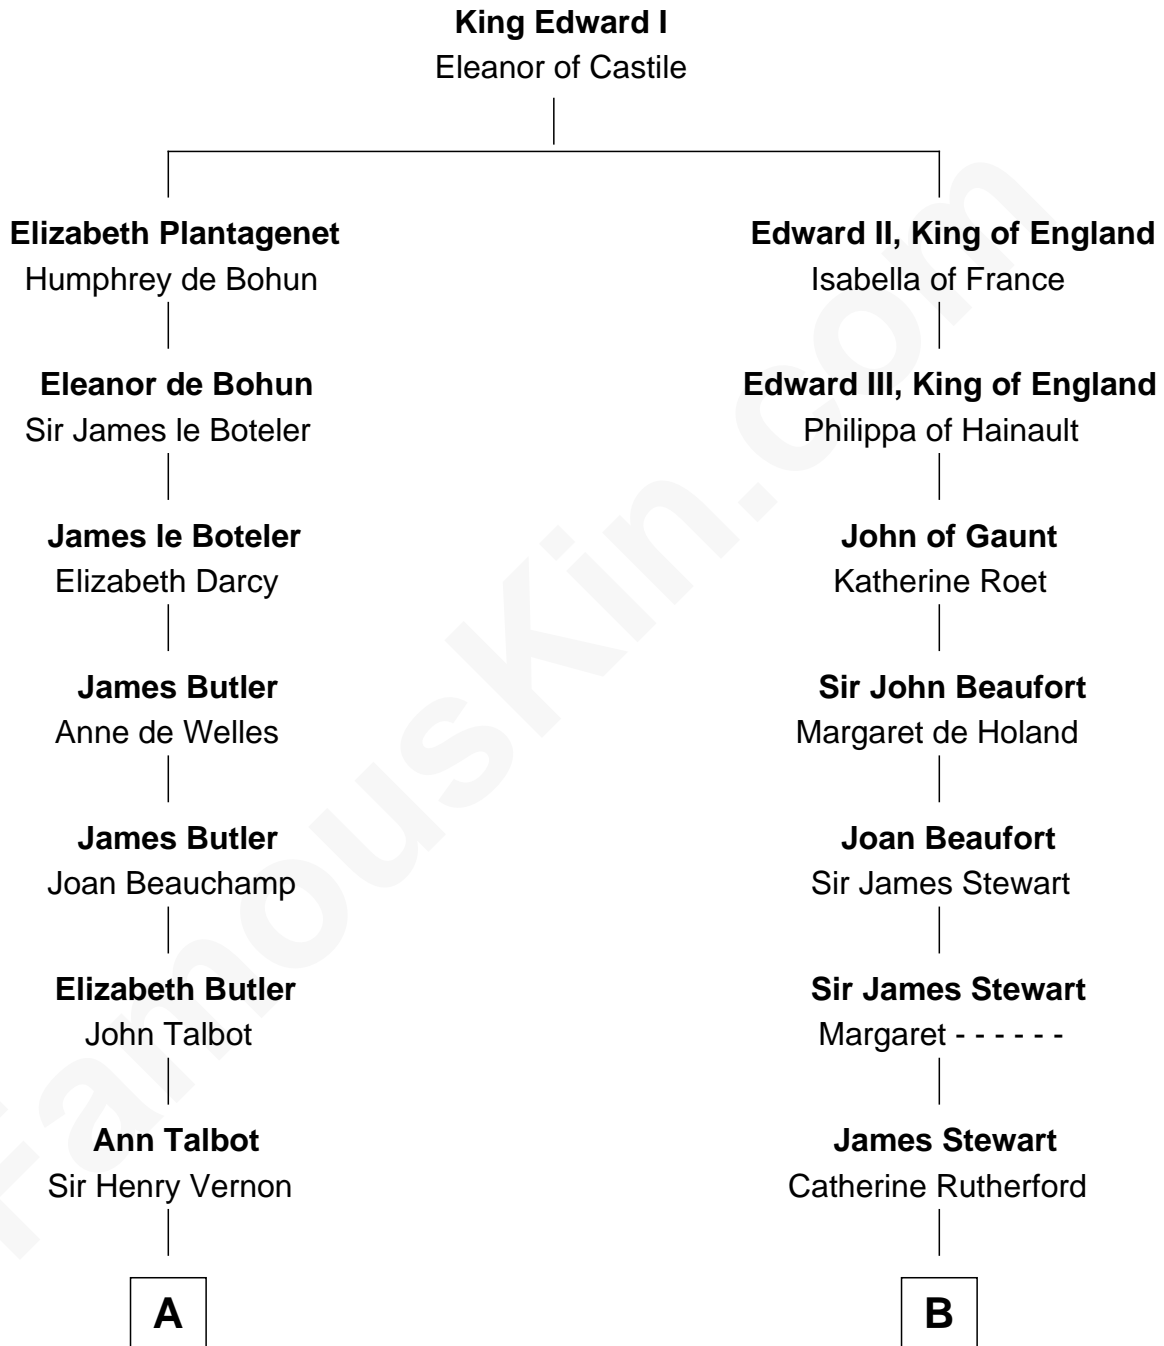 King Edward I
Eleanor of Castile
Elizabeth Plantagenet
Humphrey de Bohun
Edward II, King of England
Isabella of France
Eleanor de Bohun
Sir James le Boteler
Edward III, King of England
Philippa of Hainault
James le Boteler
Elizabeth Darcy
John of Gaunt
Katherine Roet
James Butler
Anne de Welles
Sir John Beaufort
Margaret de Holand
James Butler
Joan Beauchamp
Joan Beaufort
Sir James Stewart
Elizabeth Butler
John Talbot
Sir James Stewart
Margaret - - - - - -
Ann Talbot
Sir Henry Vernon
James Stewart
Catherine Rutherford
A
B
FamousKin.com